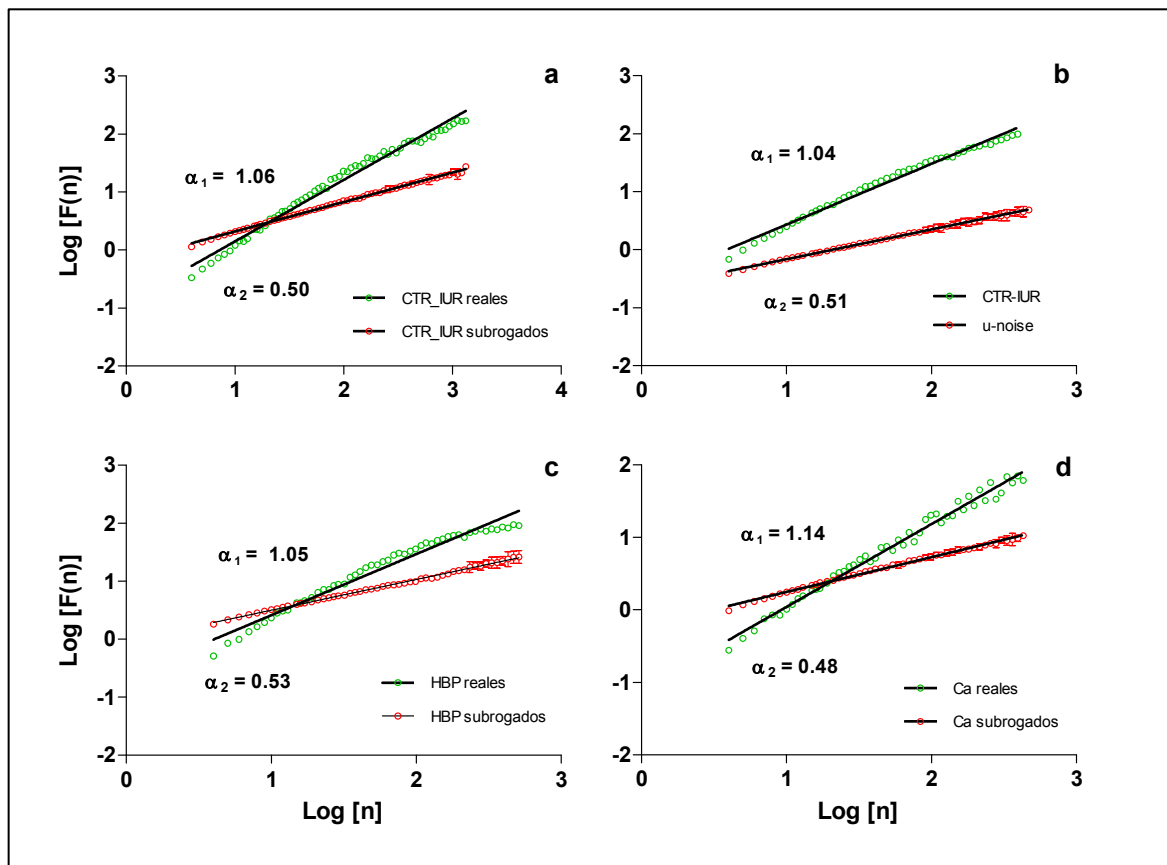 a
3
2
1
0
-1
-2
Log [F(n)]
α₁ = 1.06
α₂ = 0.50
CTR_IUR reales
CTR_IUR subrogados
0 1 2 3 4
b
3
2
1
0
-1
-2
α₁ = 1.04
α₂ = 0.51
CTR-IUR
u-noise
0 1 2 3
c
3
2
1
0
-1
-2
Log [F(n)]
α₁ = 1.05
α₂ = 0.53
HBP reales
HBP subrogados
0 1 2 3
Log [n]
d
2
1
0
-1
-2
α₁ = 1.14
α₂ = 0.48
Ca reales
Ca subrogados
0 1 2 3
Log [n]